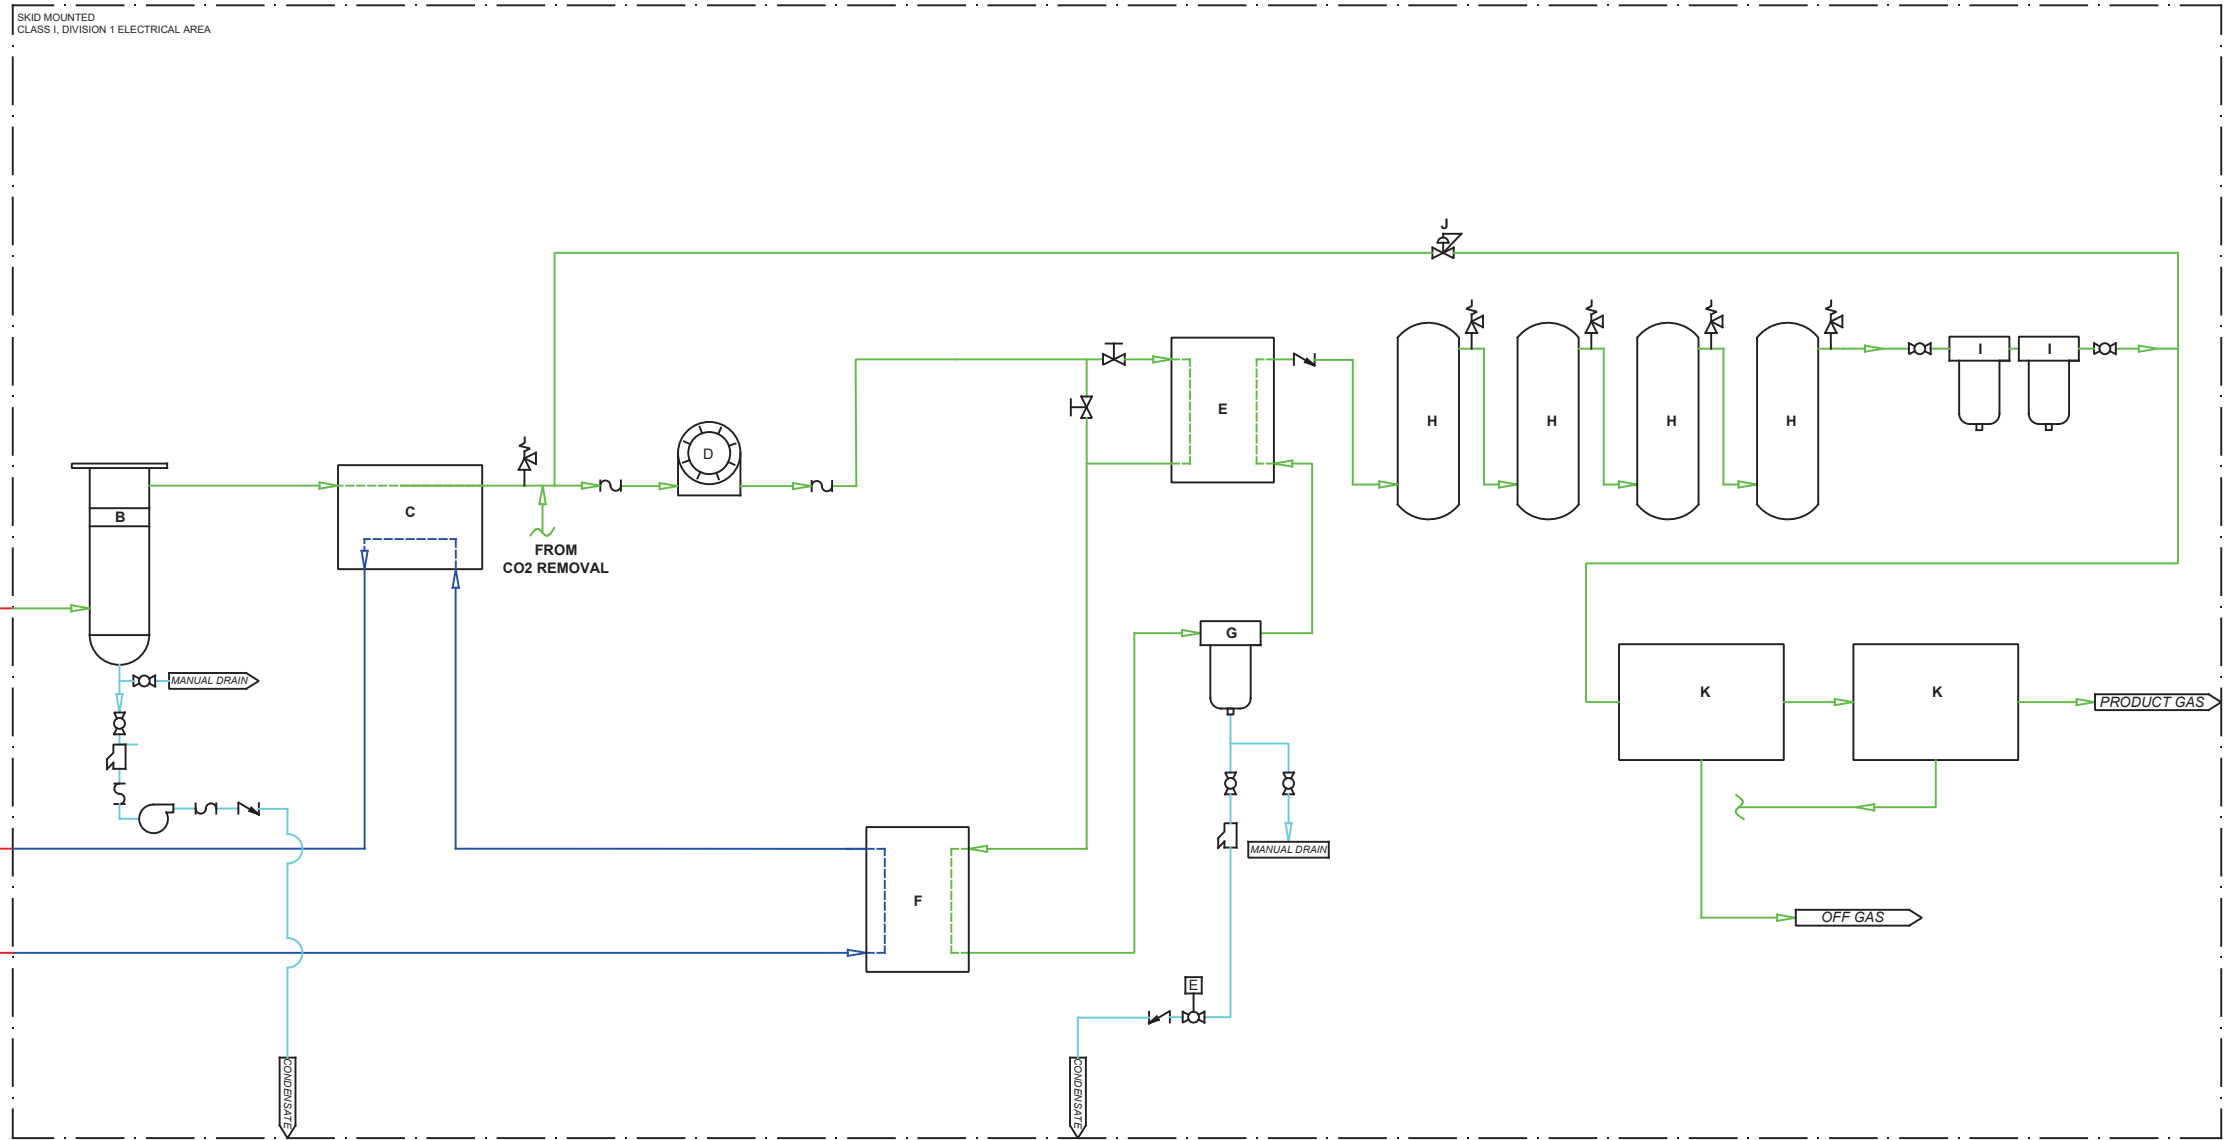 SKID MOUNTED
CLASS I, DIVISION 1 ELECTRICAL AREA
J
I
I
E
H
H
H
H
D
B
C
FROM
CO2 REMOVAL
G
MANUAL DRAIN
K
K
PRODUCT GAS
MANUAL DRAIN
F
OFF GAS
E
CONDENSATE
CONDENSATE